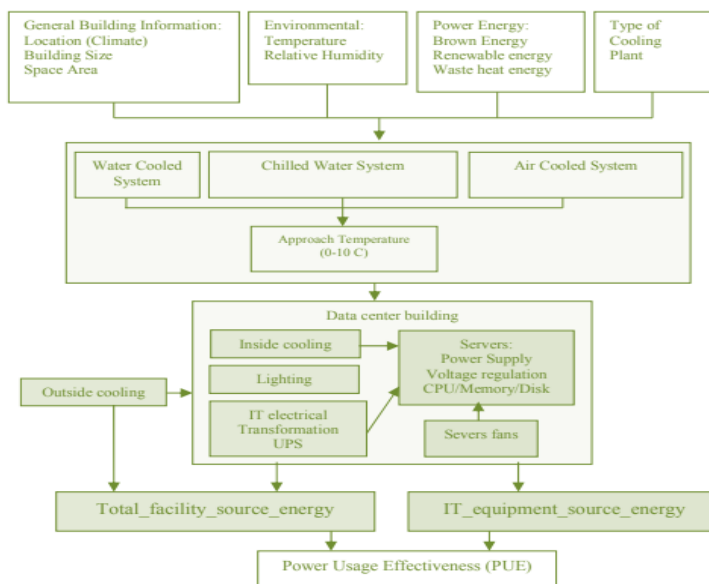 General Building Information:
Location (Climate)
Building Size
Space Area
Environmental:
Temperature
Relative Humidity
Power Energy:
Brown Energy
Renewable energy
Waste heat energy
Type of
Cooling
Plant
Water Cooled
System
Chilled Water System
Air Cooled System
Approach Temperature
(0-10 C)
Data center building
Inside cooling
Servers:
Power Supply
Voltage regulation
CPU/Memory/Disk
Lighting
Outside cooling
IT electrical
Transformation
UPS
Severs fans
Total_facility_source_energy
IT_equipment_source_energy
Power Usage Effectiveness (PUE)